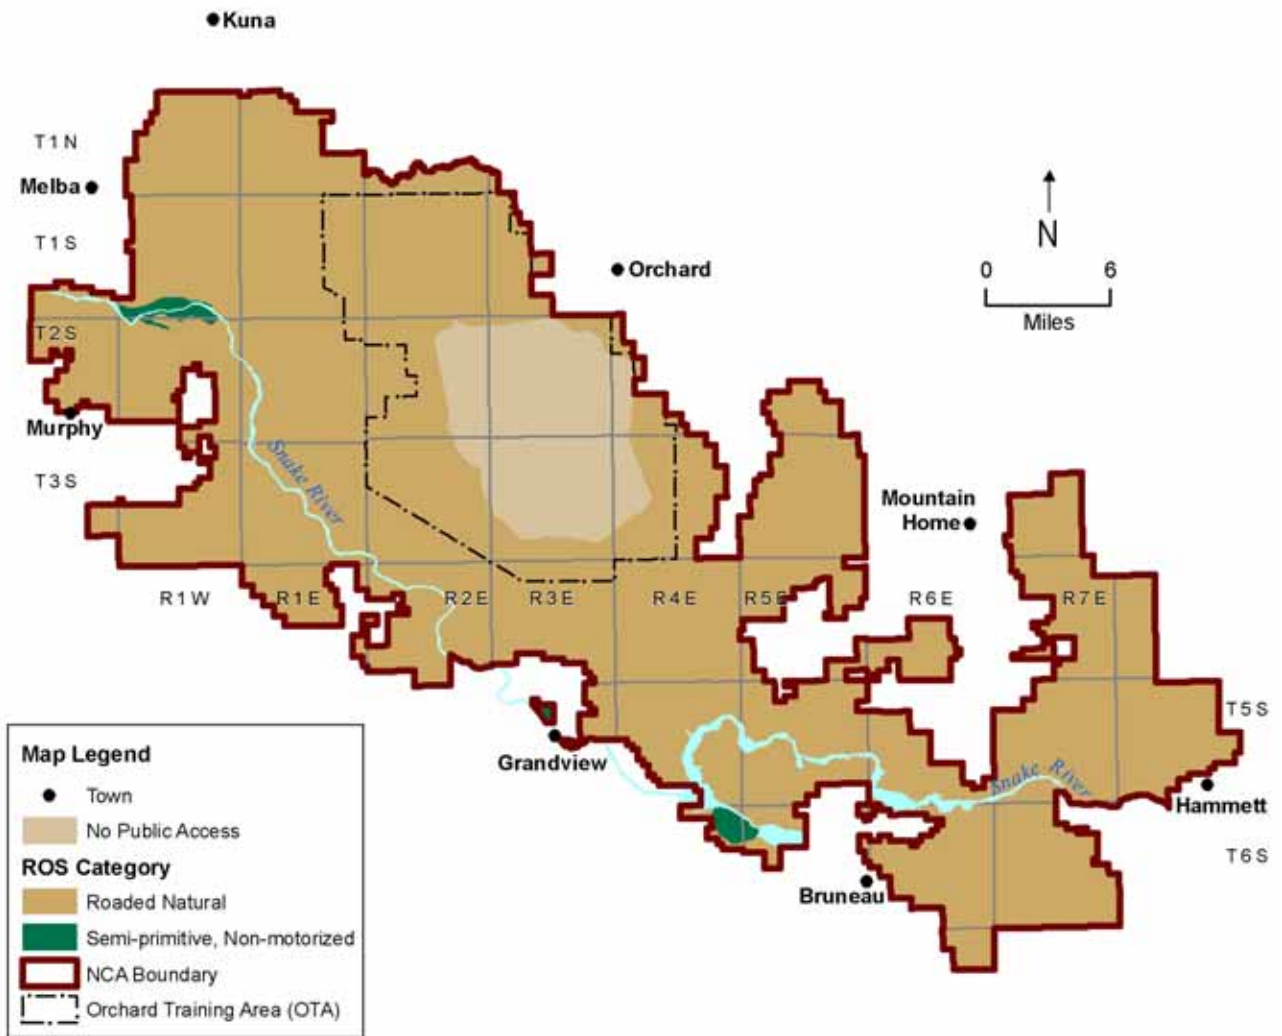 Kuna
T1N
Melba
T1S
Orchard
N
0 6
Miles
T2S
Murphy
Snake River
T3S
Mountain
Home
R1W R1E R2E R3E R4E R5E R6E R7E
T5S
Grandview
Snake River
Hammett
T6S
Bruneau
Map Legend
Town
No Public Access
ROS Category
Roaded Natural
Semi-primitive, Non-motorized
NCA Boundary
Orchard Training Area (OTA)